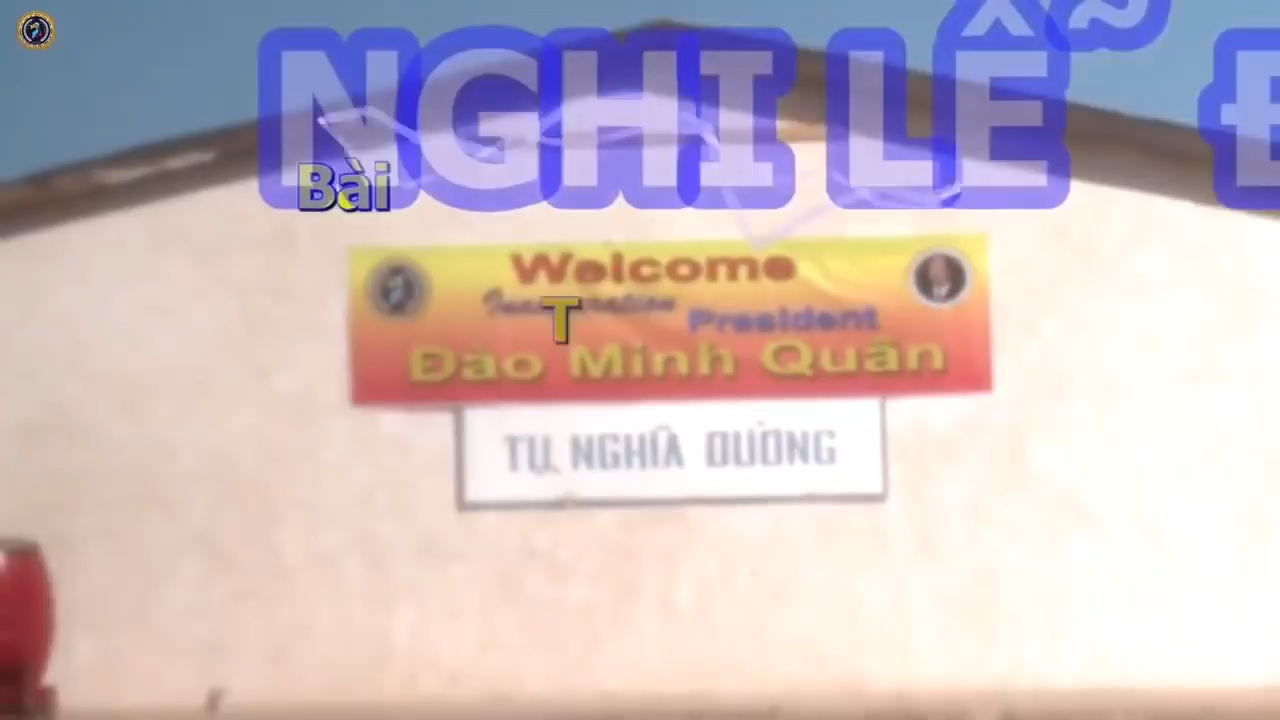 NGHI LỄ Đ
Bài
Welcome
T
President
Đào Minh Quân
TỤ NGHĨA ĐƯỜNG